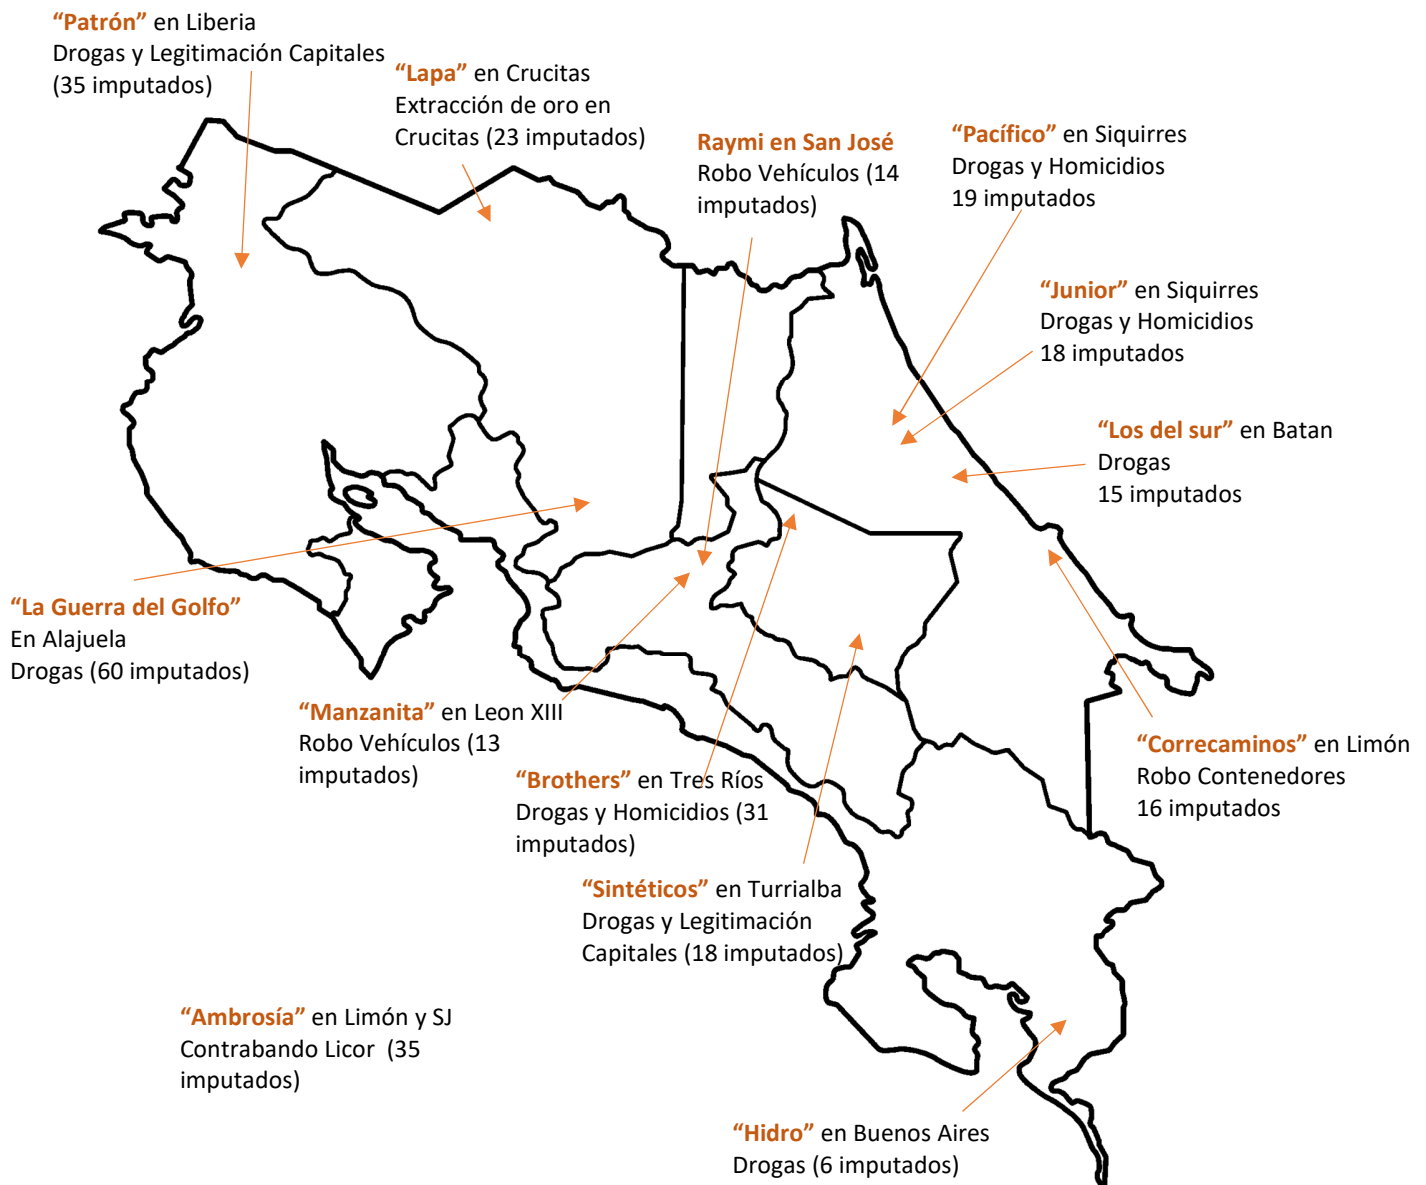 “Patrón” en Liberia
Drogas y Legitimación Capitales
(35 imputados)
“Lapa” en Crucitas
Extracción de oro en
Crucitas (23 imputados)
Raymi en San José
Robo Vehículos (14
imputados)
“Pacífico” en Siquirres
Drogas y Homicidios
19 imputados
“Junior” en Siquirres
Drogas y Homicidios
18 imputados
“Los del sur” en Batan
Drogas
15 imputados
“La Guerra del Golfo”
En Alajuela
Drogas (60 imputados)
“Manzanita” en Leon XIII
Robo Vehículos (13
imputados)
“Correcaminos” en Limón
Robo Contenedores
16 imputados
“Brothers” en Tres Ríos
Drogas y Homicidios (31
imputados)
“Sintéticos” en Turrialba
Drogas y Legitimación
Capitales (18 imputados)
“Ambrosía” en Limón y SJ
Contrabando Licor (35
imputados)
“Hidro” en Buenos Aires
Drogas (6 imputados)